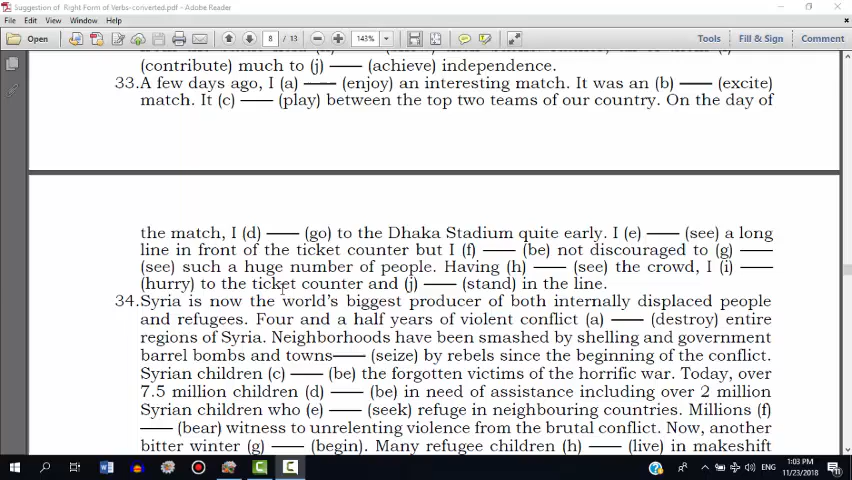 Suggestion of Right Form of Verbs-converted.pdf - Adobe Reader
File Edit View Window Help
Open 8 / 13 143% Tools Fill & Sign Comment
(contribute) much to (j) —— (achieve) independence.
33.A few days ago, I (a) —— (enjoy) an interesting match. It was an (b) —— (excite)
match. It (c) —— (play) between the top two teams of our country. On the day of
the match, I (d) —— (go) to the Dhaka Stadium quite early. I (e) —— (see) a long
line in front of the ticket counter but I (f) —— (be) not discouraged to (g) ——
(see) such a huge number of people. Having (h) —— (see) the crowd, I (i) ——
(hurry) to the ticket counter and (j) —— (stand) in the line.
34.Syria is now the world's biggest producer of both internally displaced people
and refugees. Four and a half years of violent conflict (a) —— (destroy) entire
regions of Syria. Neighborhoods have been smashed by shelling and government
barrel bombs and towns—— (seize) by rebels since the beginning of the conflict.
Syrian children (c) —— (be) the forgotten victims of the horrific war. Today, over
7.5 million children (d) —— (be) in need of assistance including over 2 million
Syrian children who (e) —— (seek) refuge in neighbouring countries. Millions (f)
—— (bear) witness to unrelenting violence from the brutal conflict. Now, another
bitter winter (g) —— (begin). Many refugee children (h) —— (live) in makeshift
ENG
1:03 PM
11/23/2018